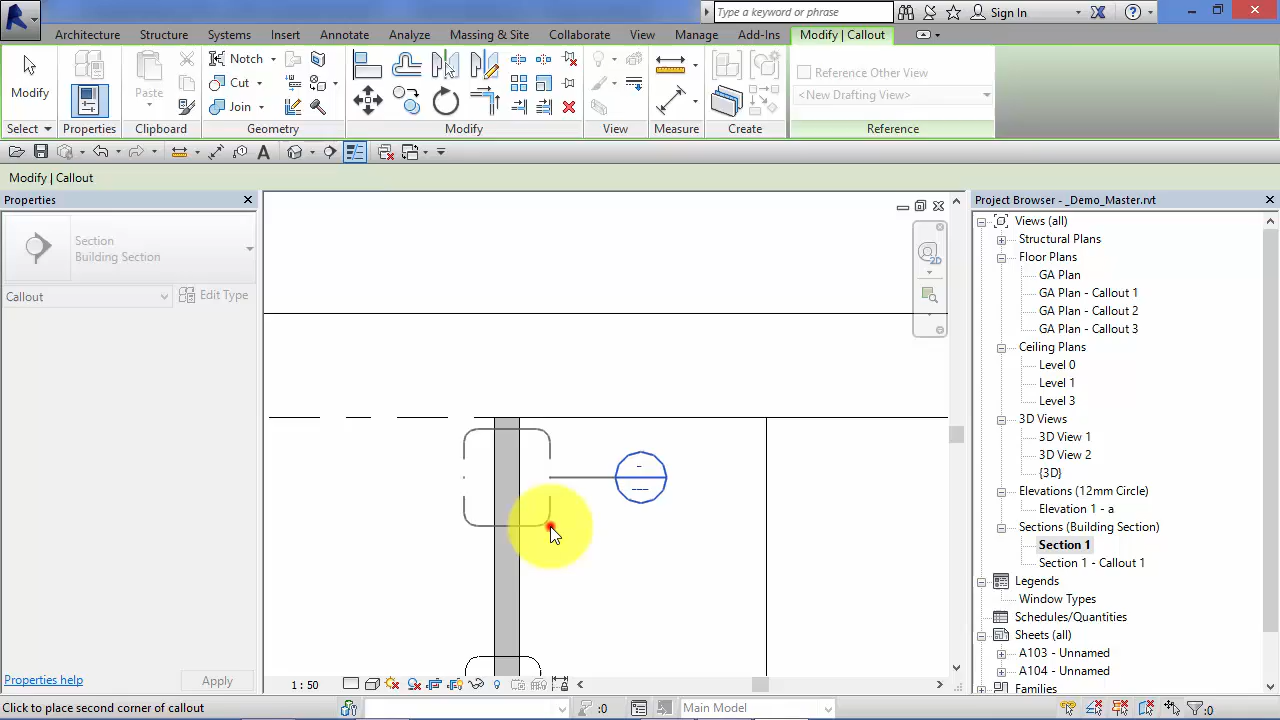 Type a keyword or phrase
Sign In
Architecture Structure Systems Insert Annotate Analyze Massing & Site Collaborate View Manage Add-Ins Modify | Callout
Modify
Paste
Notch
Cut
Join
Reference Other View
<New Drafting View>
Select Properties Clipboard Geometry Modify View Measure Create Reference
Modify | Callout
Properties
Section
Building Section
Callout
Edit Type
Properties help
Apply
2D
1 : 50
Project Browser - _Demo_Master.rvt
Views (all)
Structural Plans
Floor Plans
GA Plan
GA Plan - Callout 1
GA Plan - Callout 2
GA Plan - Callout 3
Ceiling Plans
Level 0
Level 1
Level 3
3D Views
3D View 1
3D View 2
{3D}
Elevations (12mm Circle)
Elevation 1 - a
Sections (Building Section)
Section 1
Section 1 - Callout 1
Legends
Window Types
Schedules/Quantities
Sheets (all)
A103 - Unnamed
A104 - Unnamed
Families
Click to place second corner of callout
:0
Main Model
:0